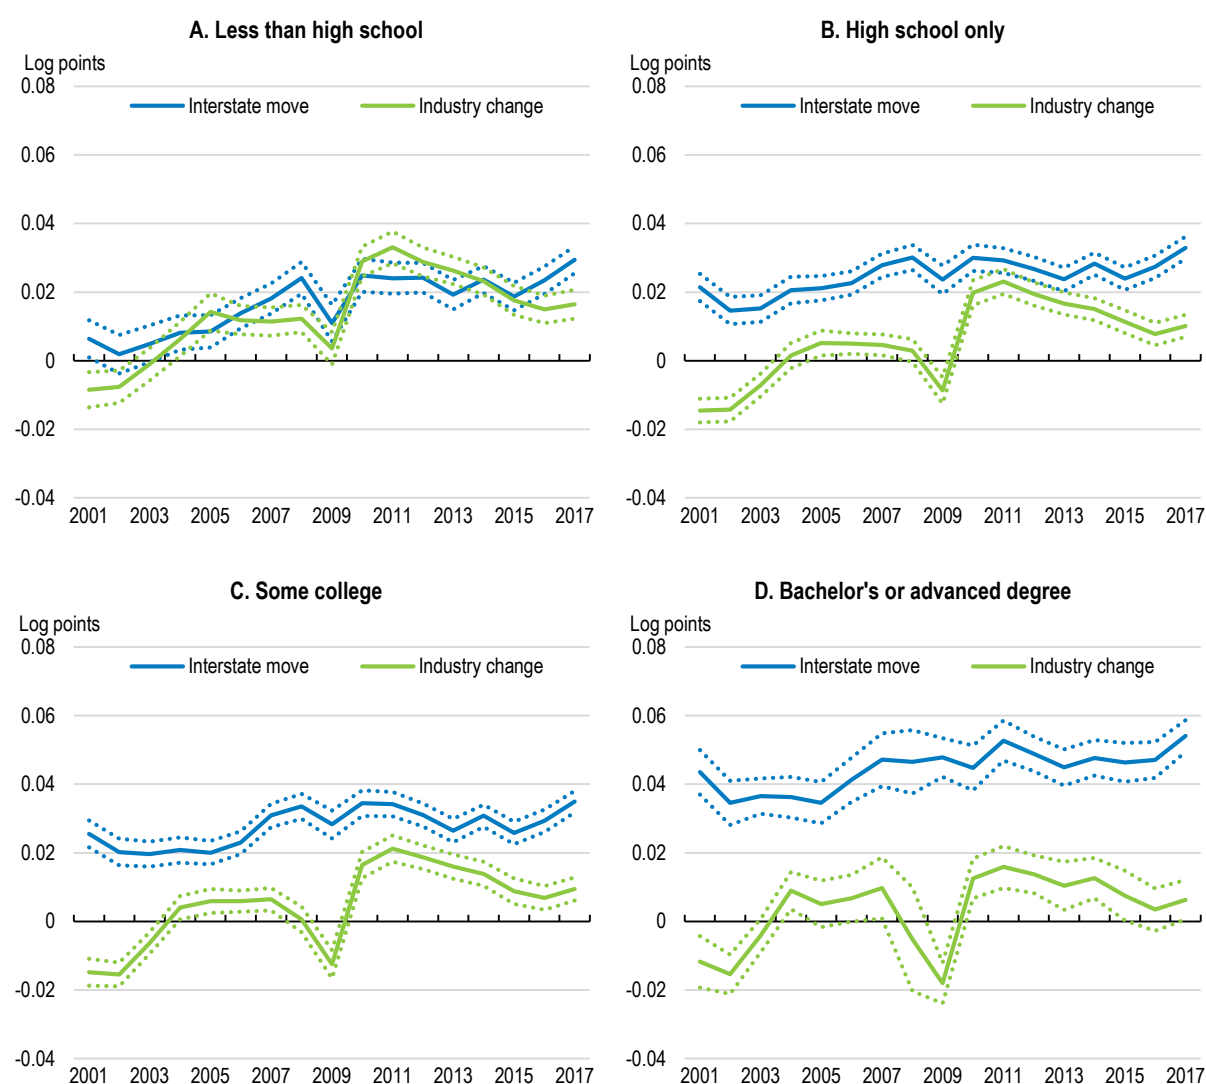 A. Less than high school
Log points
0.08
Interstate move
Industry change
0.06
0.04
0.02
0
-0.02
-0.04
2001 2003 2005 2007 2009 2011 2013 2015 2017
B. High school only
Log points
0.08
Interstate move
Industry change
0.06
0.04
0.02
0
-0.02
-0.04
2001 2003 2005 2007 2009 2011 2013 2015 2017
C. Some college
Log points
0.08
Interstate move
Industry change
0.06
0.04
0.02
0
-0.02
-0.04
2001 2003 2005 2007 2009 2011 2013 2015 2017
D. Bachelor's or advanced degree
Log points
0.08
Interstate move
Industry change
0.06
0.04
0.02
0
-0.02
-0.04
2001 2003 2005 2007 2009 2011 2013 2015 2017